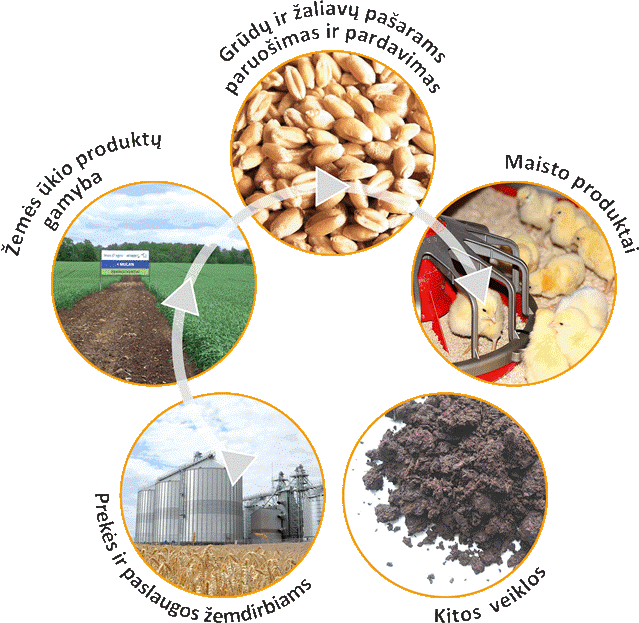 Grūdų ir žaliavų pašarams
paruošimas ir pardavimas
Žemės ūkio produktų
gamyba
Maisto produktai
Prekės ir paslaugos žemdirbiams
Kitos veiklos